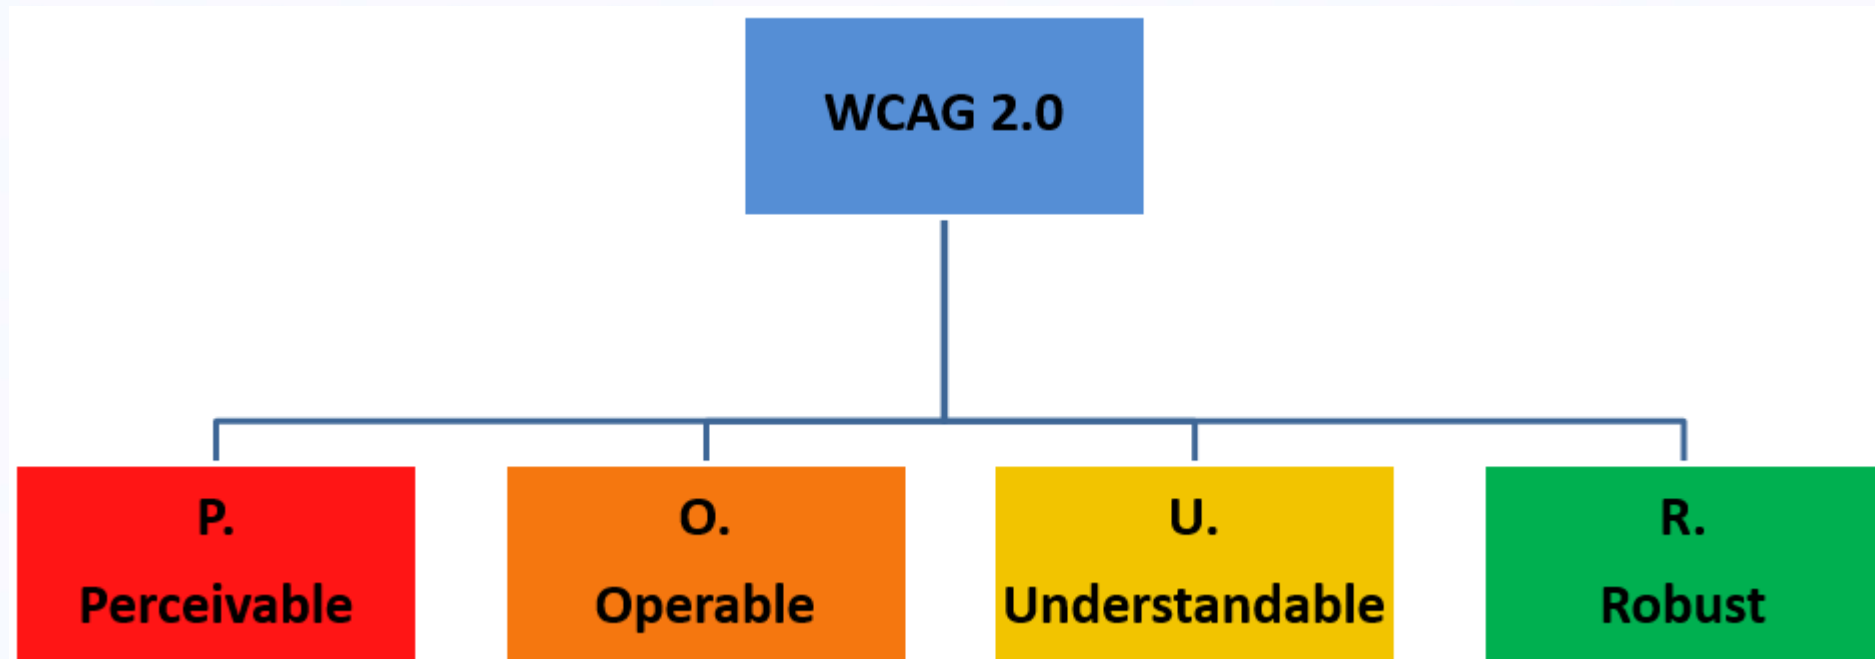 WCAG 2.0
P.
Perceivable
O.
Operable
U.
Understandable
R.
Robust